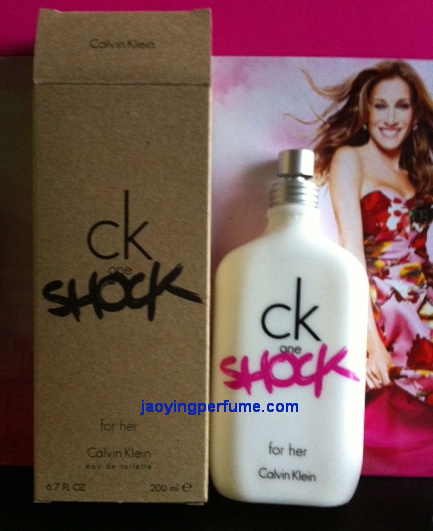 Calvin Klein
ck
one
SHOCK
for her
Calvin Klein
eau de toilette
6.7 FL OZ 200 ml e
ck
one
SHOCK
for her
Calvin Klein
jaoyingperfume.com